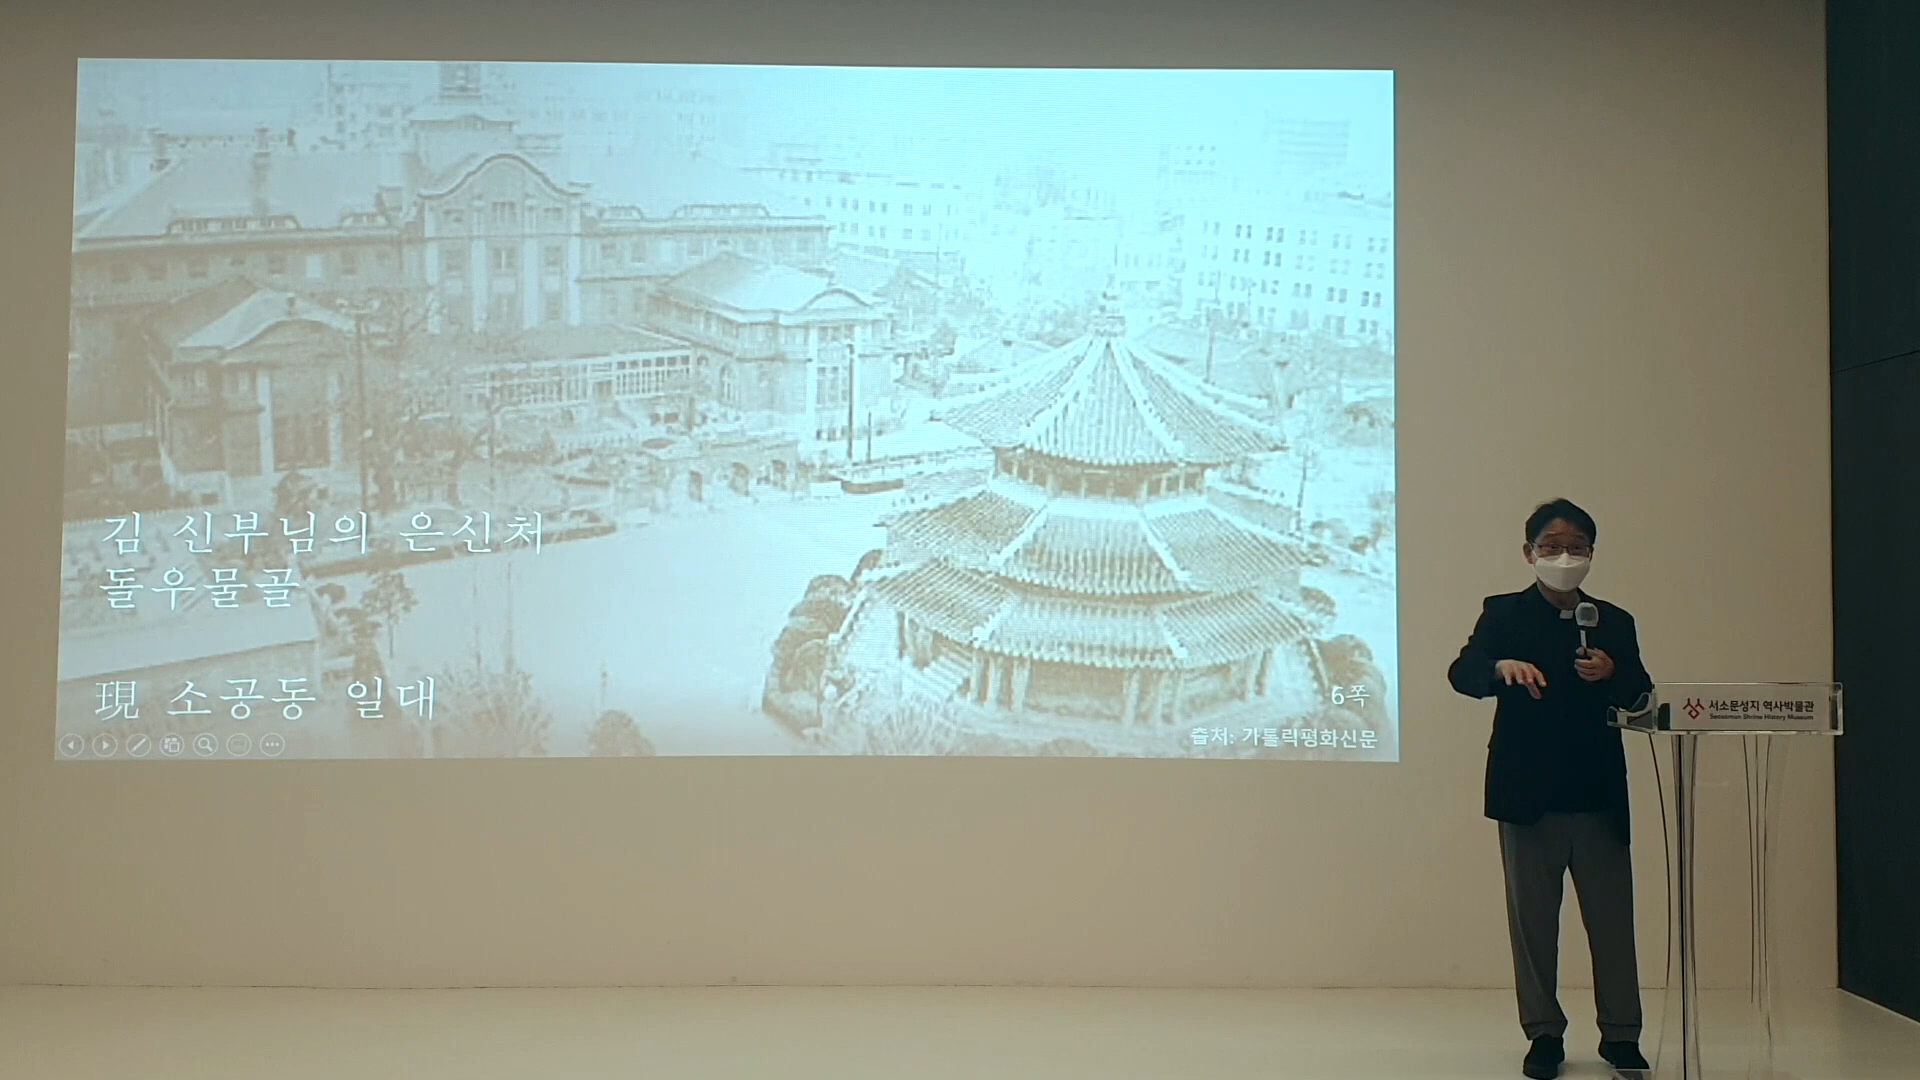 김 신부님의 은신처
돌우물골
現 소공동 일대
6쪽
출처: 가톨릭평화신문
서소문성지 역사박물관
Seosomun Shrine History Museum